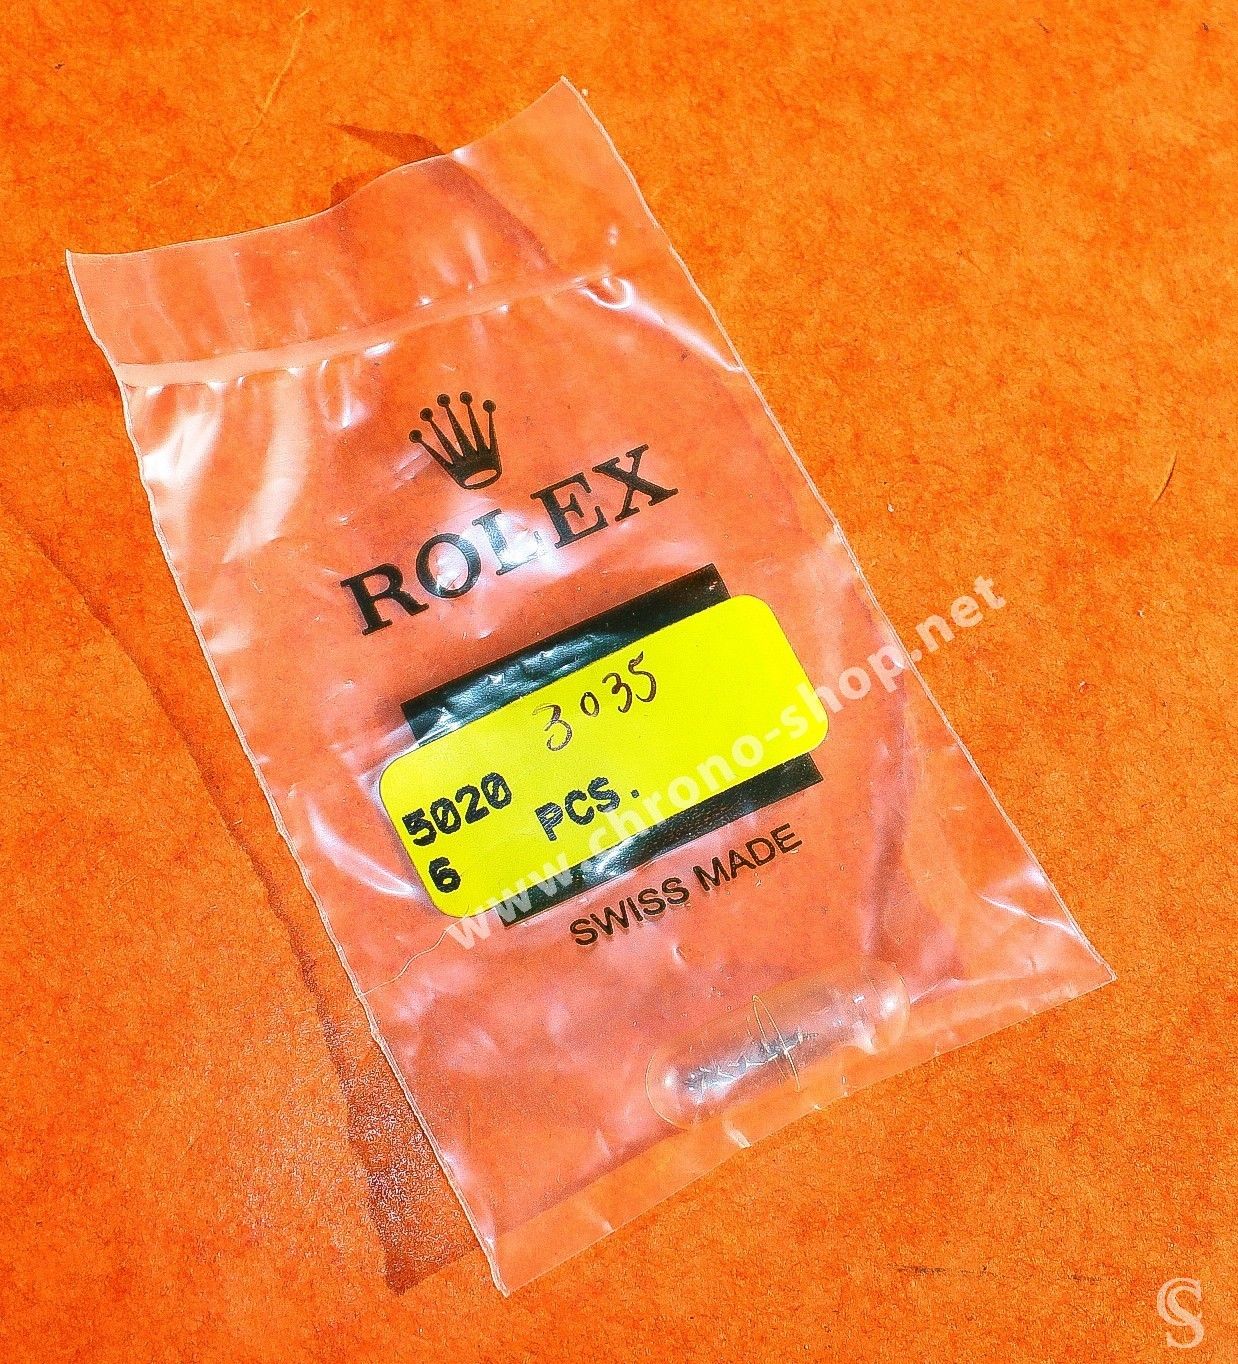 ROLEX
3035
5020
6 PCS.
SWISS MADE
www.chrono-shop.net